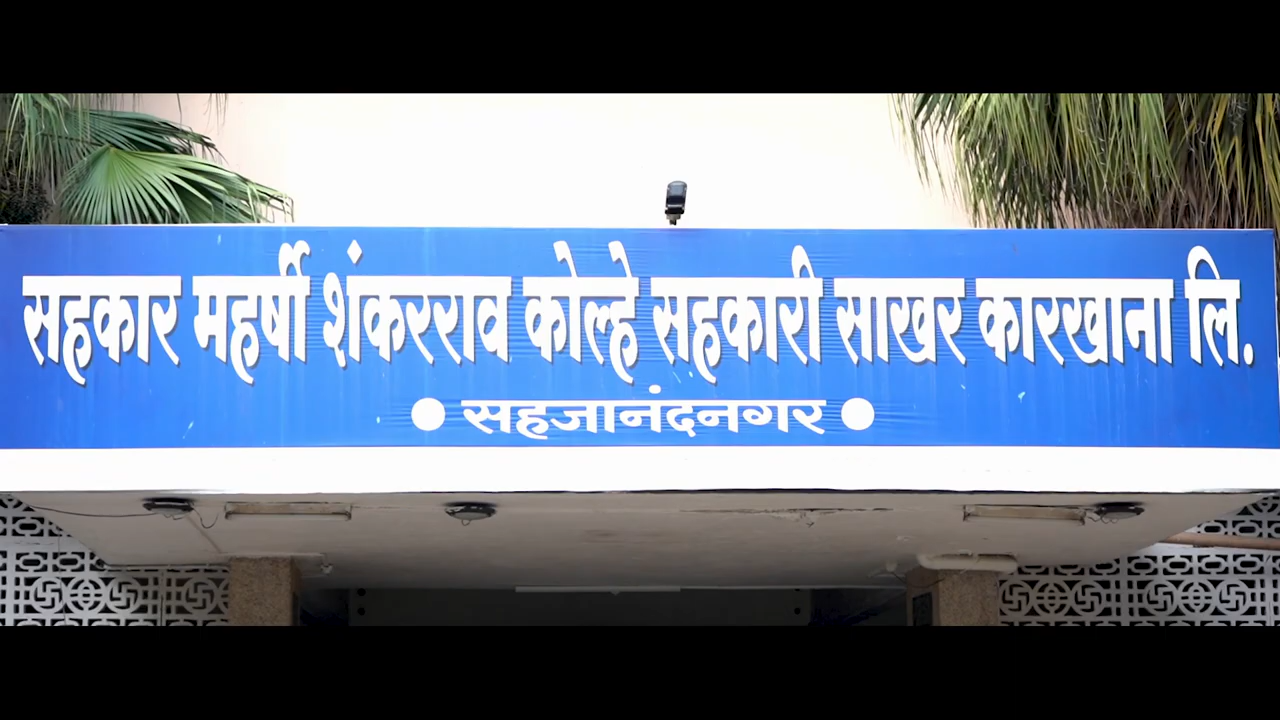 सहकार महर्षी शंकरराव कोल्हे सहकारी साखर कारखाना लि.
● सहजानंदनगर ●